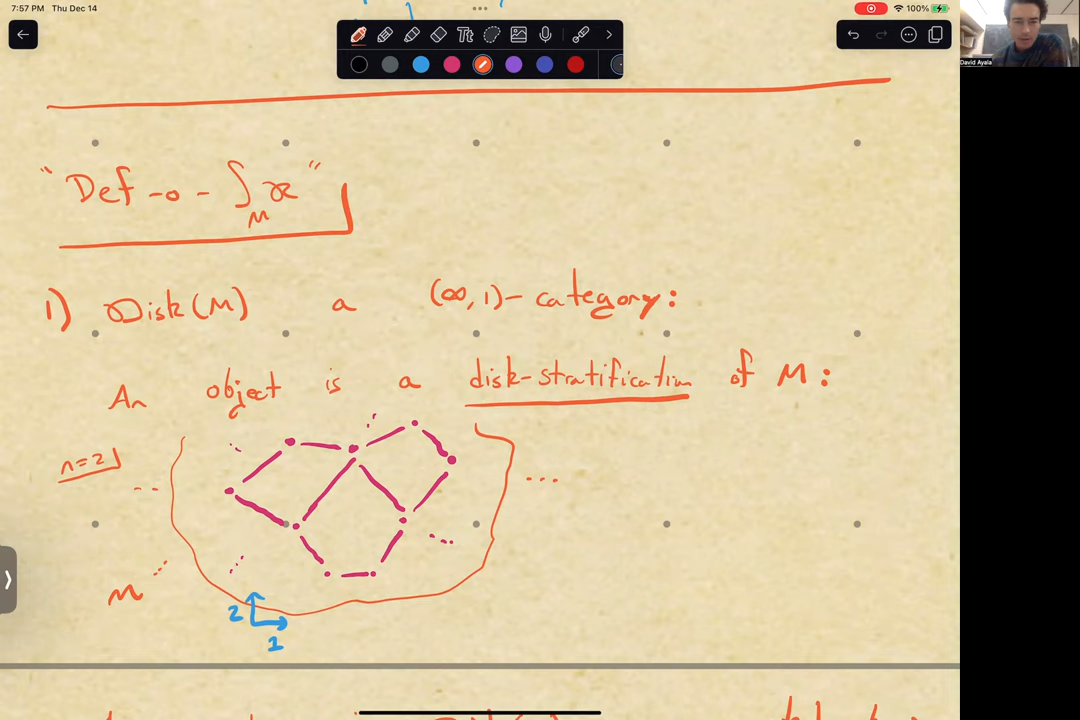 7:57 PM Thu Dec 14
100%
Tt
David Ayala
"Def -o- ∫_M X"
1) Disk(M) a (∞,1)-category:
An object is a disk-stratification of M:
n=2
...
M
2
1